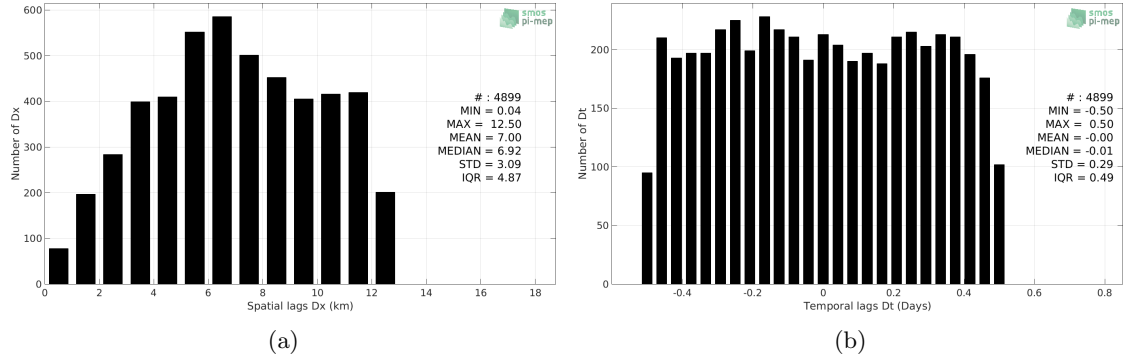 600
500
400
300
200
100
0
Number of Dx
0 2 4 6 8 10 12 14 16 18
Spatial lags Dx (km)
smos
pi-mep
# : 4899
MIN = 0.04
MAX = 12.50
MEAN = 7.00
MEDIAN = 6.92
STD = 3.09
IQR = 4.87
(a)
200
150
100
50
0
Number of Dt
-0.4 -0.2 0 0.2 0.4 0.6 0.8
Temporal lags Dt (Days)
smos
pi-mep
# : 4899
MIN = -0.50
MAX = 0.50
MEAN = -0.00
MEDIAN = -0.01
STD = 0.29
IQR = 0.49
(b)